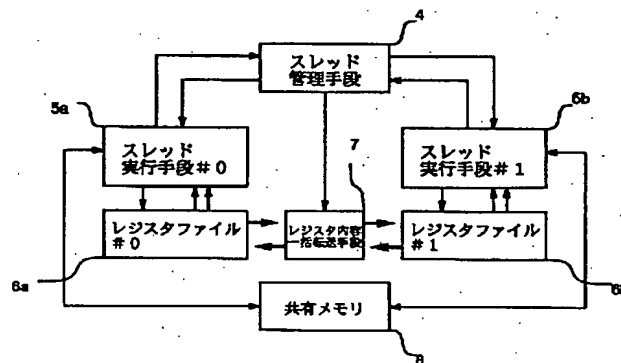 4
スレッド
管理手段
5a
スレッド
実行手段#0
7
5b
スレッド
実行手段#1
レジスタファイル
#0
レジスタ内容
一括転送手段
レジスタファイル
#1
6a
共有メモリ
8